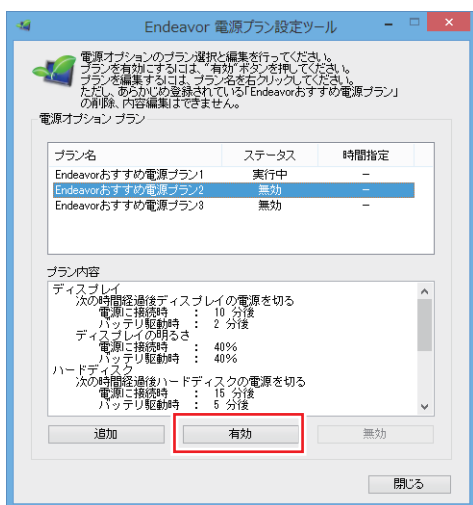 Endeavor 電源プラン設定ツール
電源オプションのプラン選択と編集を行ってください。
プランを有効にするには、"有効"ボタンを押してください。
プランを編集するには、プラン名を右クリックしてください。
ただし、あらかじめ登録されている「Endeavorおすすめ電源プラン」
の削除、内容編集はできません。
電源オプション プラン
プラン名 ステータス 時間指定
Endeavorおすすめ電源プラン1 実行中 −
Endeavorおすすめ電源プラン2 無効 −
Endeavorおすすめ電源プラン3 無効 −
プラン内容
ディスプレイ
次の時間経過後ディスプレイの電源を切る
電源に接続時 : 10 分後
バッテリ駆動時 : 2 分後
ディスプレイの明るさ
電源に接続時 : 40%
バッテリ駆動時 : 40%
ハードディスク
次の時間経過後ハードディスクの電源を切る
電源に接続時 : 15 分後
バッテリ駆動時 : 5 分後
追加 有効 無効
閉じる